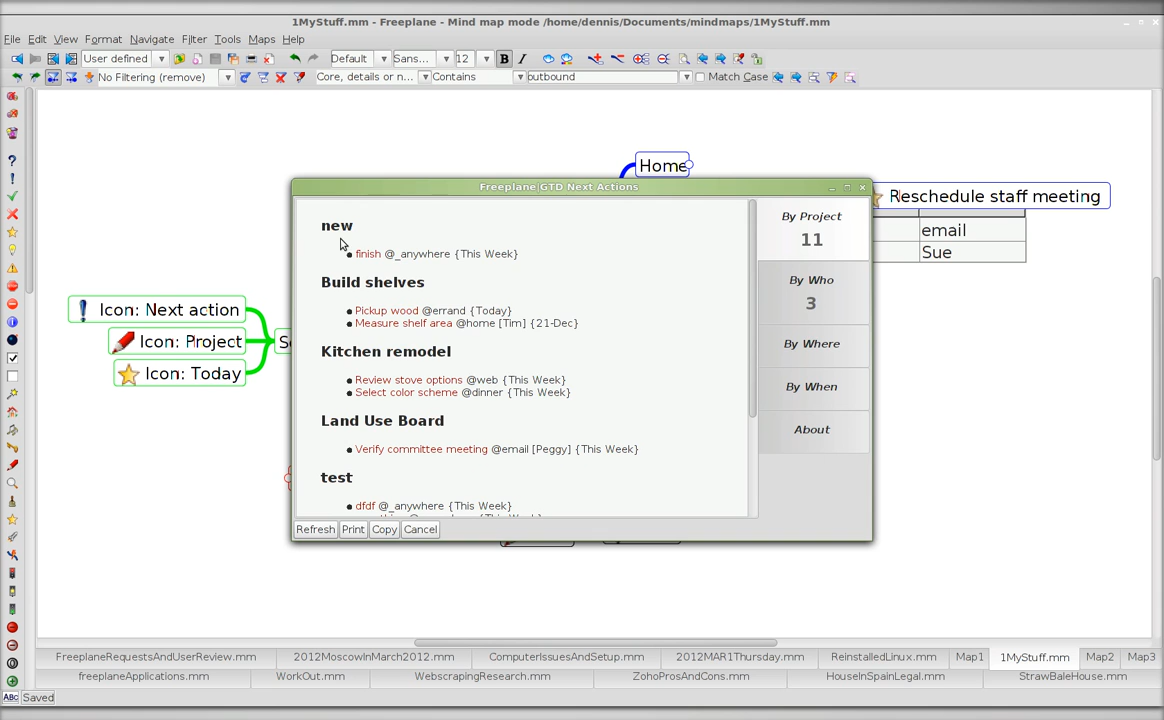 1MyStuff.mm - Freeplane - Mind map mode /home/dennis/Documents/mindmaps/1MyStuff.mm
File Edit View Format Navigate Filter Tools Maps Help
User defined Default Sans... 12 B I
No Filtering (remove) Core, details or n... Contains outbound Match Case
Home
Freeplane|GTD Next Actions
Reschedule staff meeting
email
Sue
Icon: Next action
Icon: Project
Icon: Today
new
finish @_anywhere {This Week}
Build shelves
Pickup wood @errand {Today}
Measure shelf area @home [Tim] {21-Dec}
Kitchen remodel
Review stove options @web {This Week}
Select color scheme @dinner {This Week}
Land Use Board
Verify committee meeting @email [Peggy] {This Week}
test
dfdf @_anywhere {This Week}
By Project
11
By Who
3
By Where
By When
About
Refresh Print Copy Cancel
FreeplaneRequestsAndUserReview.mm 2012MoscowInMarch2012.mm ComputerIssuesAndSetup.mm 2012MAR1Thursday.mm ReinstalledLinux.mm Map1 1MyStuff.mm Map2 Map3
freeplaneApplications.mm WorkOut.mm WebscrapingResearch.mm ZohoProsAndCons.mm HouseInSpainLegal.mm StrawBaleHouse.mm
ABC Saved